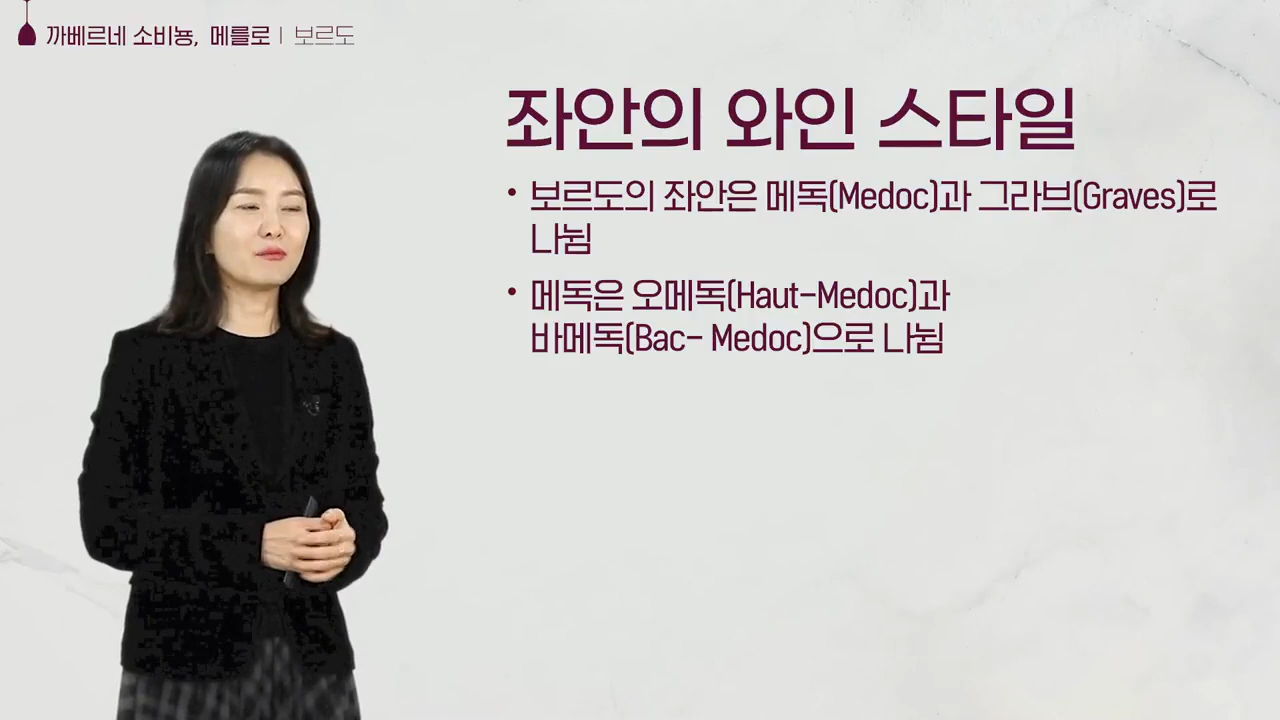 까베르네 소비뇽, 메를로 | 보르도
좌안의 와인 스타일
• 보르도의 좌안은 메독(Medoc)과 그라브(Graves)로
나뉨
• 메독은 오메독(Haut-Medoc)과
바메독(Bac- Medoc)으로 나뉨